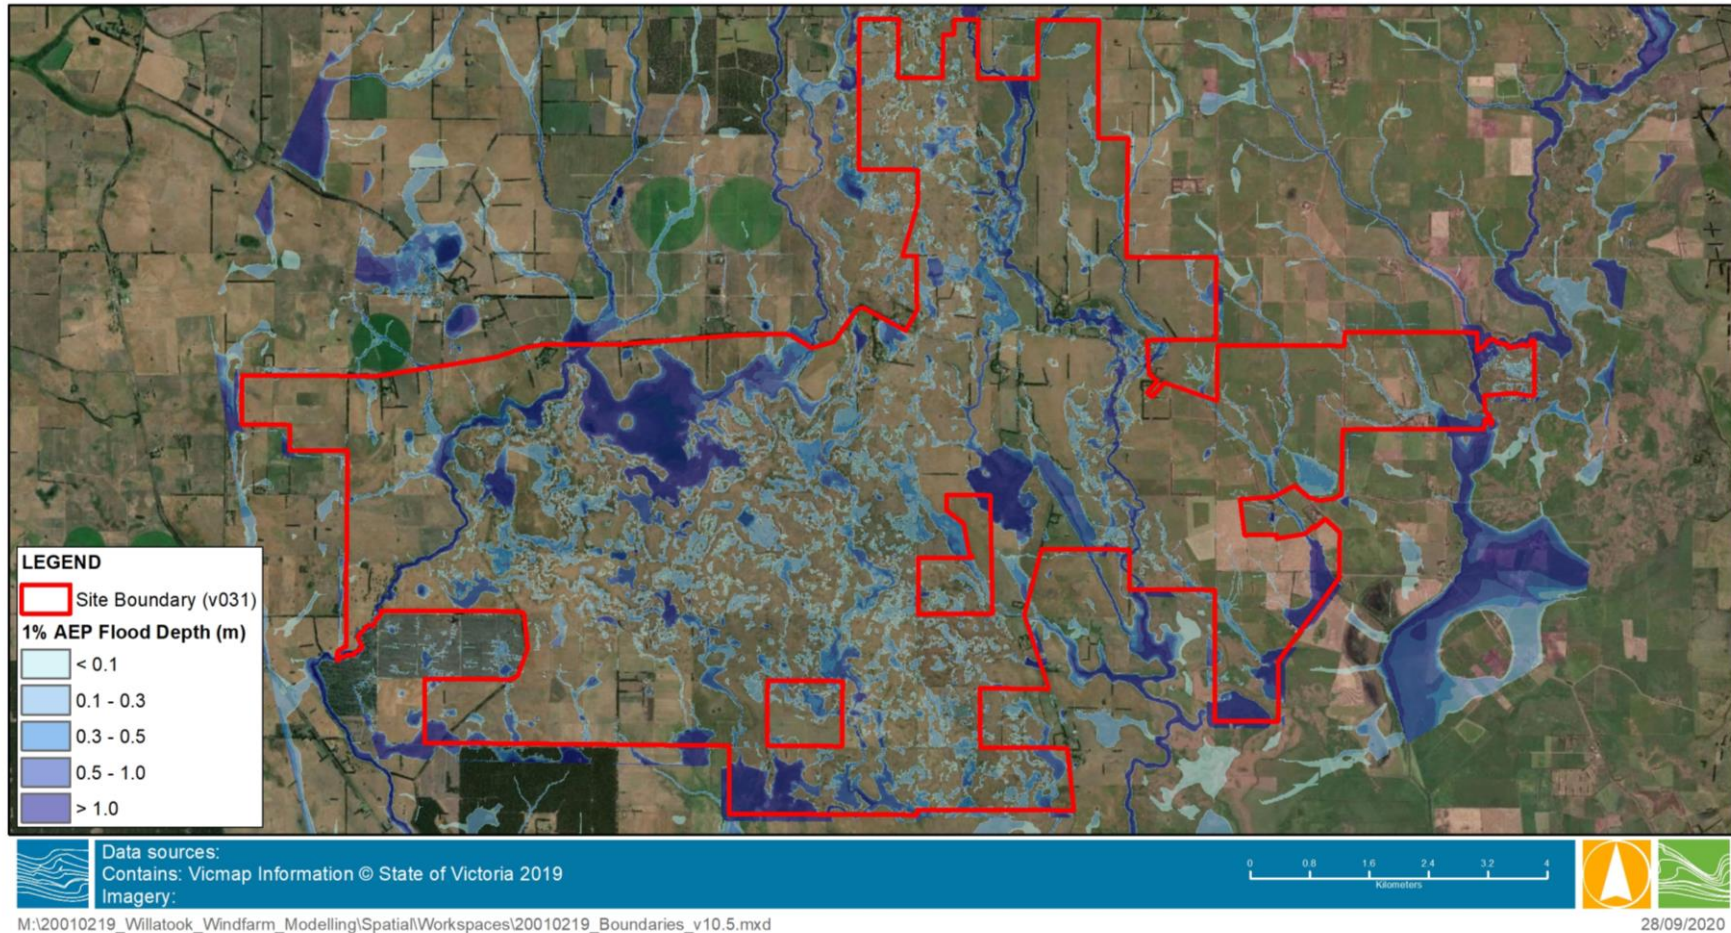 LEGEND
Site Boundary (v031)
1% AEP Flood Depth (m)
< 0.1
0.1 - 0.3
0.3 - 0.5
0.5 - 1.0
> 1.0
Data sources:
Contains: Vicmap Information © State of Victoria 2019
Imagery:
0 0.8 1.6 2.4 3.2 4
Kilometers
M:\20010219_Willatook_Windfarm_Modelling\Spatial\Workspaces\20010219_Boundaries_v10.5.mxd
28/09/2020